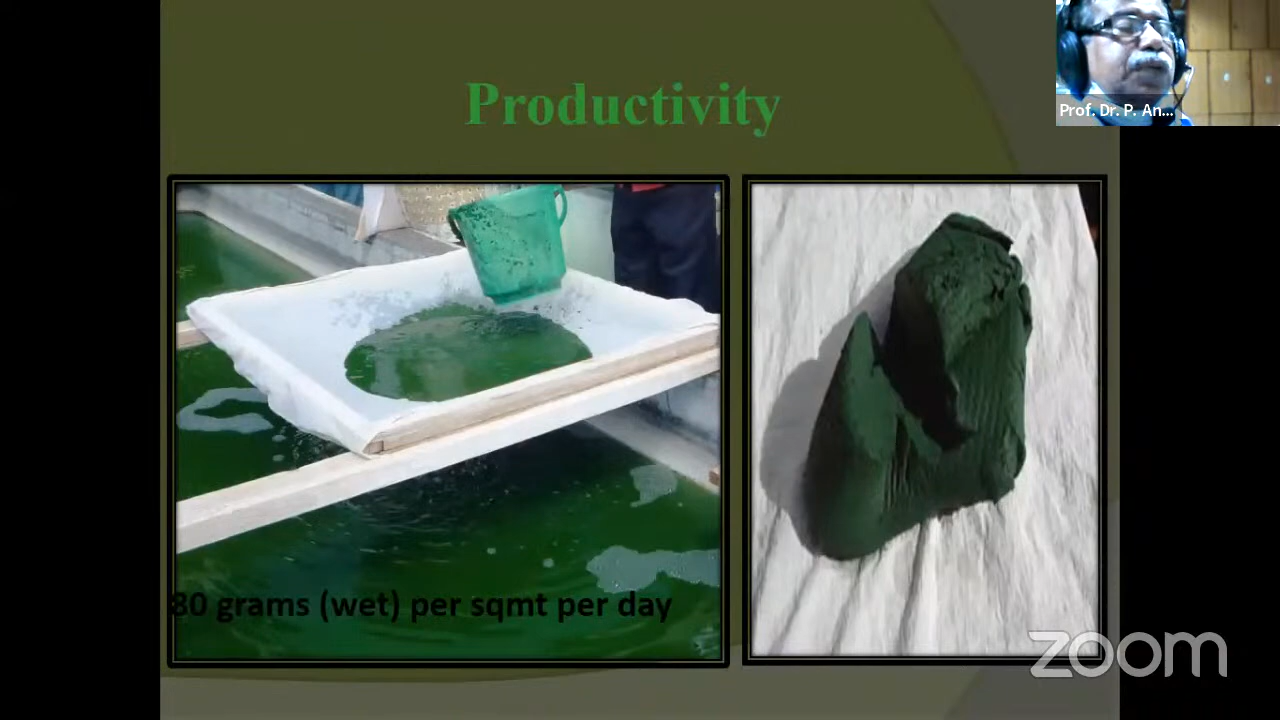 Productivity
Prof. Dr. P. An...
80 grams (wet) per sqmt per day
zoom